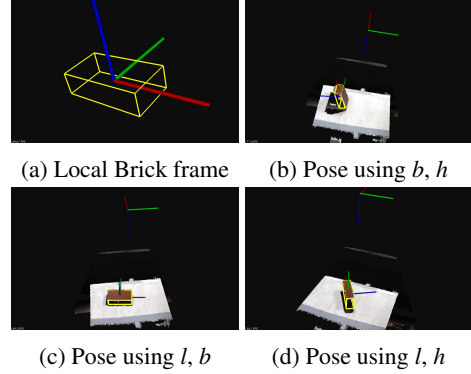 (a) Local Brick frame
(b) Pose using b, h
(c) Pose using l, b
(d) Pose using l, h